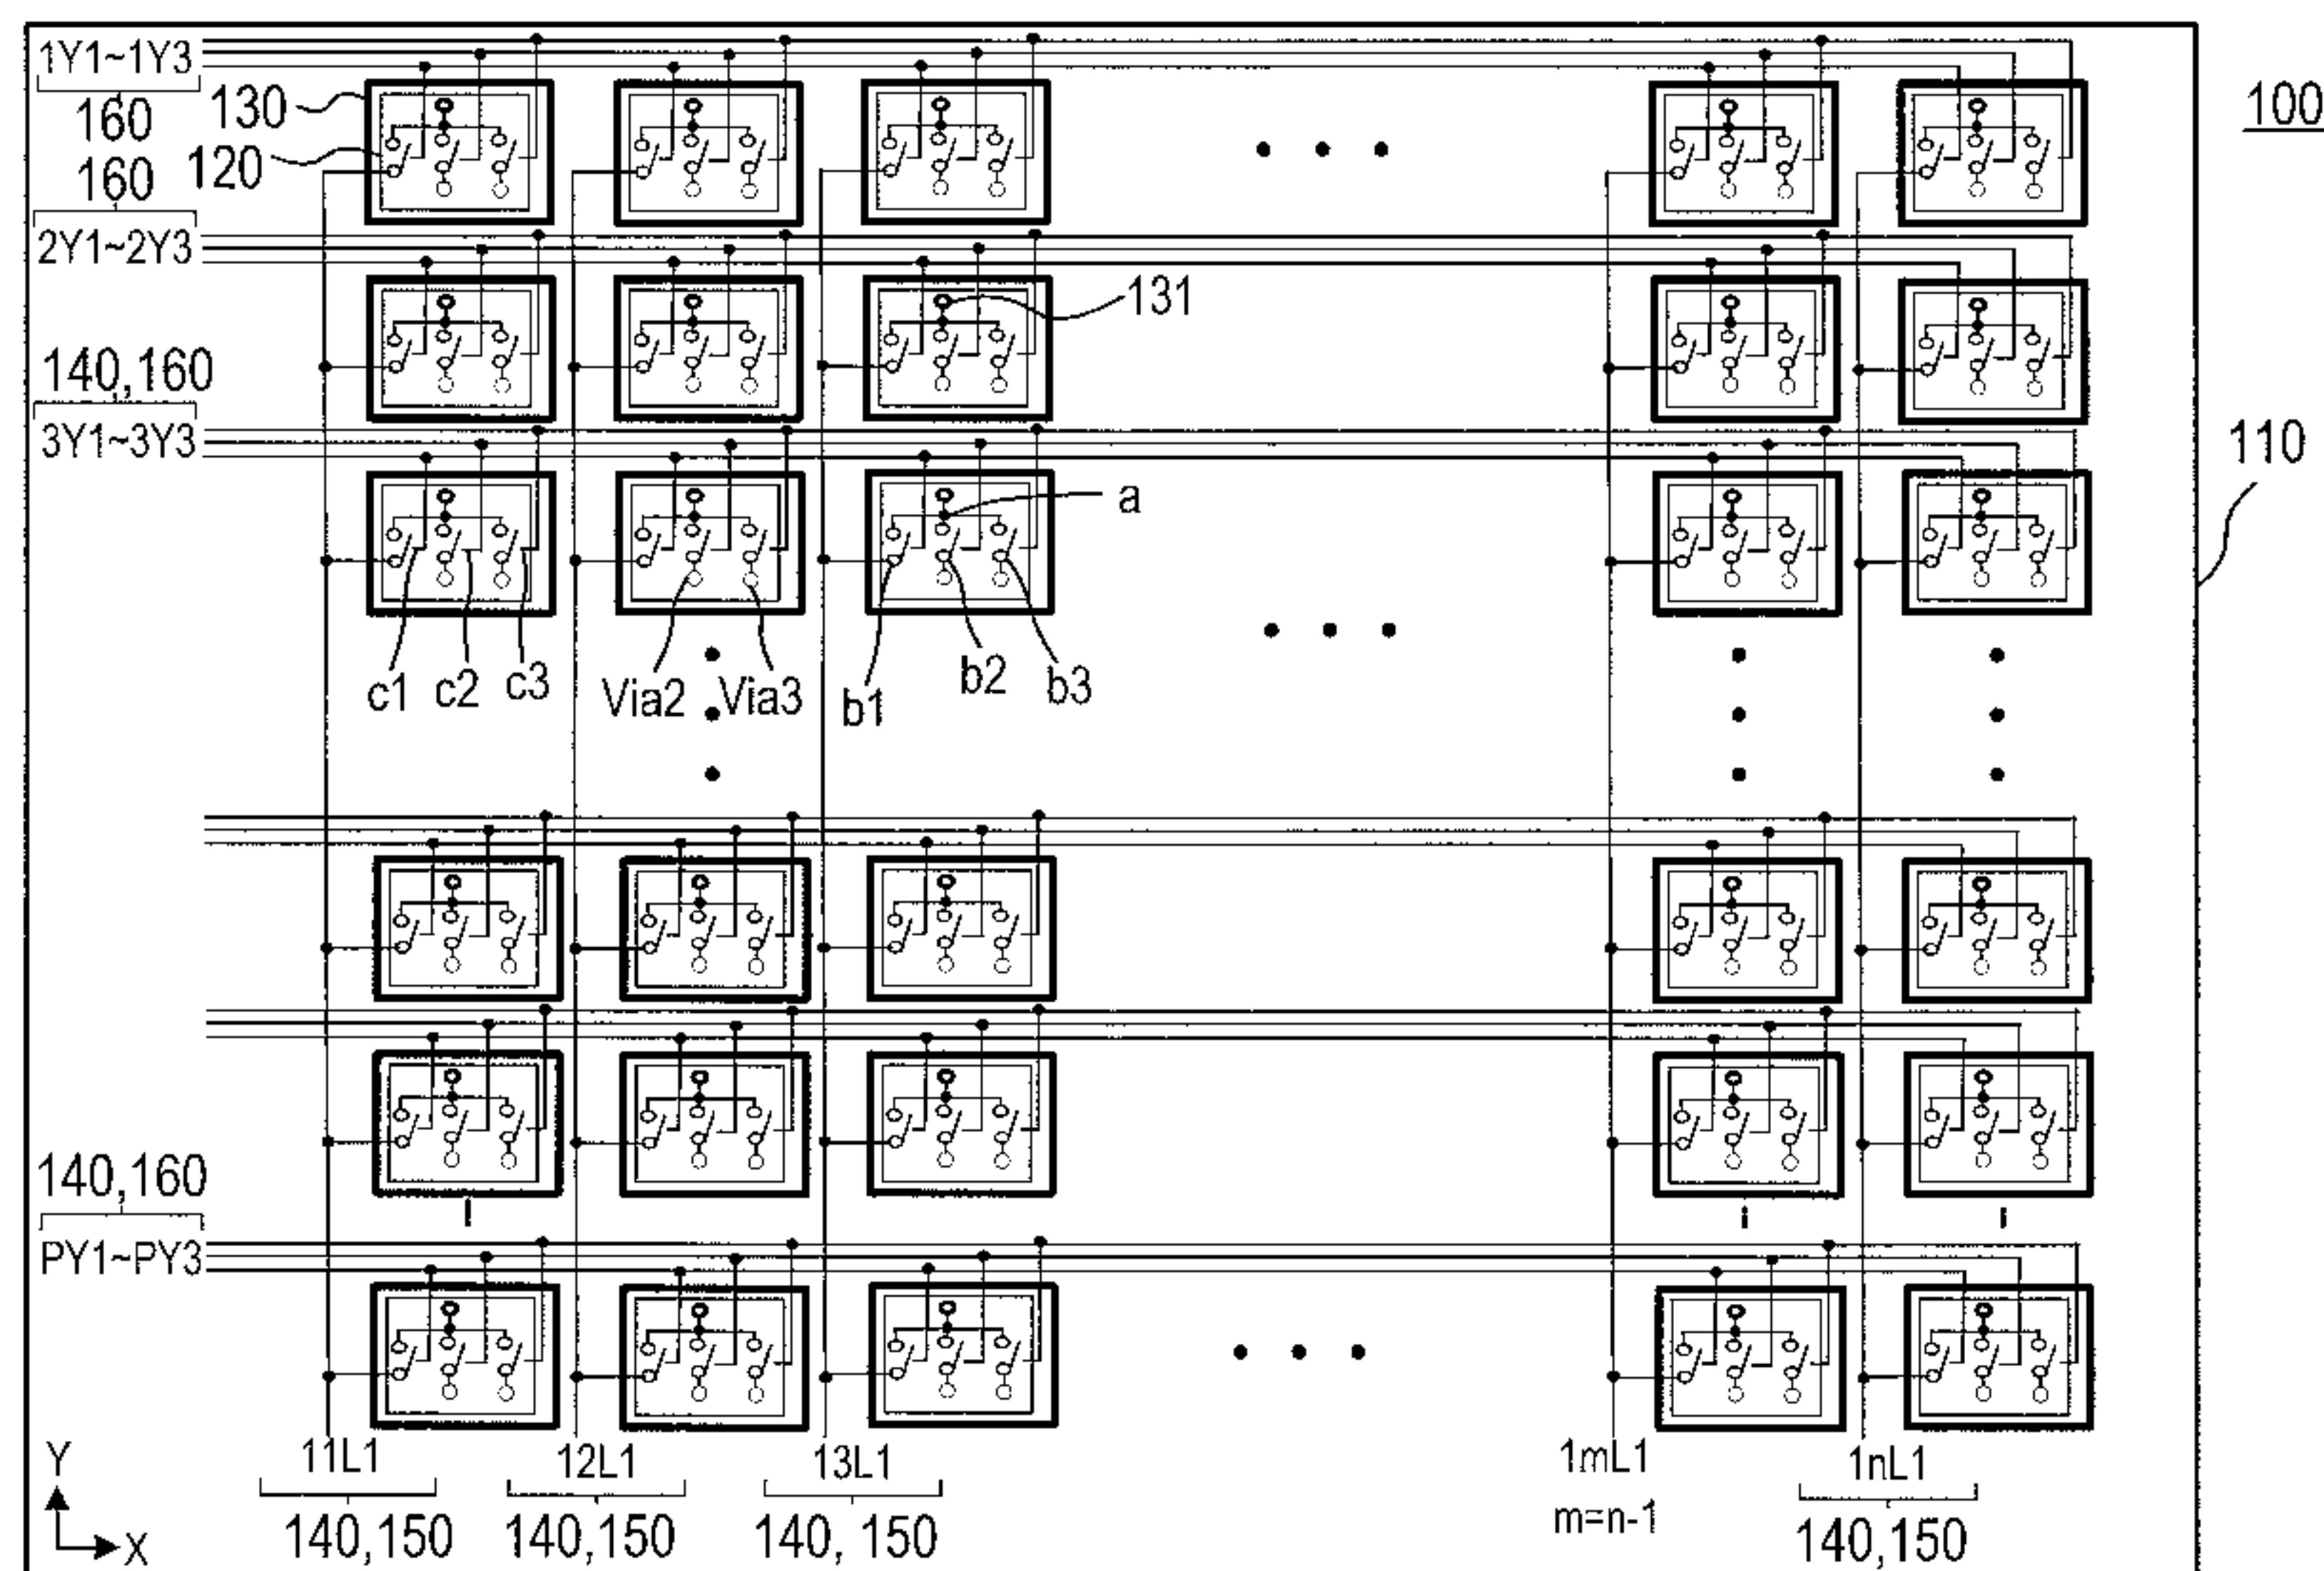 1Y1~1Y3
160
130
120
100
160
2Y1~2Y3
131
140,160
3Y1~3Y3
110
a
c1
c2
c3
Via2
Via3
b1
b2
b3
140,160
PY1~PY3
Y
X
11L1
12L1
13L1
1mL1
1nL1
m=n-1
140,150
140,150
140, 150
140,150